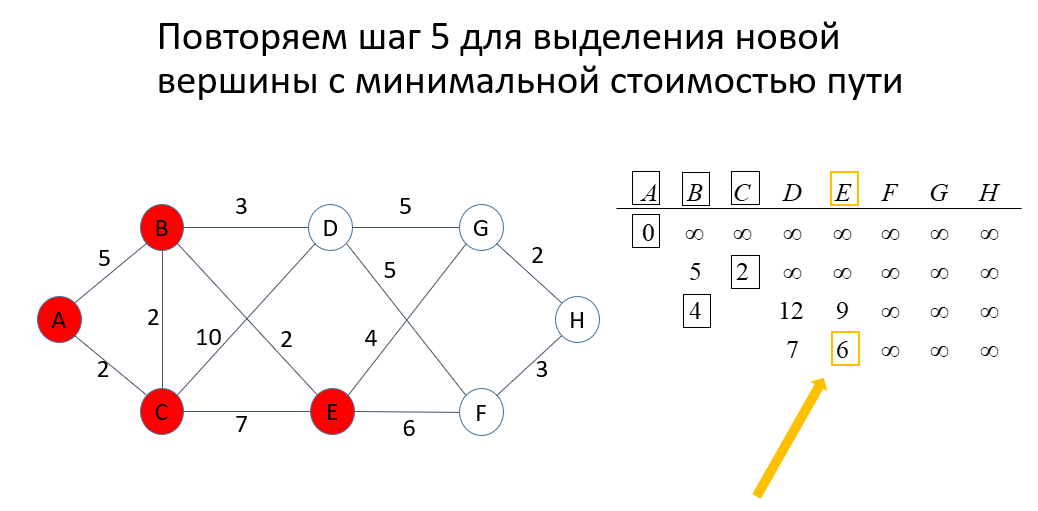 Повторяем шаг 5 для выделения новой
вершины с минимальной стоимостью пути
A B C D E F G H
0 ∞ ∞ ∞ ∞ ∞ ∞ ∞
5 2 ∞ ∞ ∞ ∞ ∞
4 12 9 ∞ ∞ ∞
7 6 ∞ ∞ ∞
3 5
B D G
5 5 2
A 2 10 2 4 H
2 3
C E F
7 6